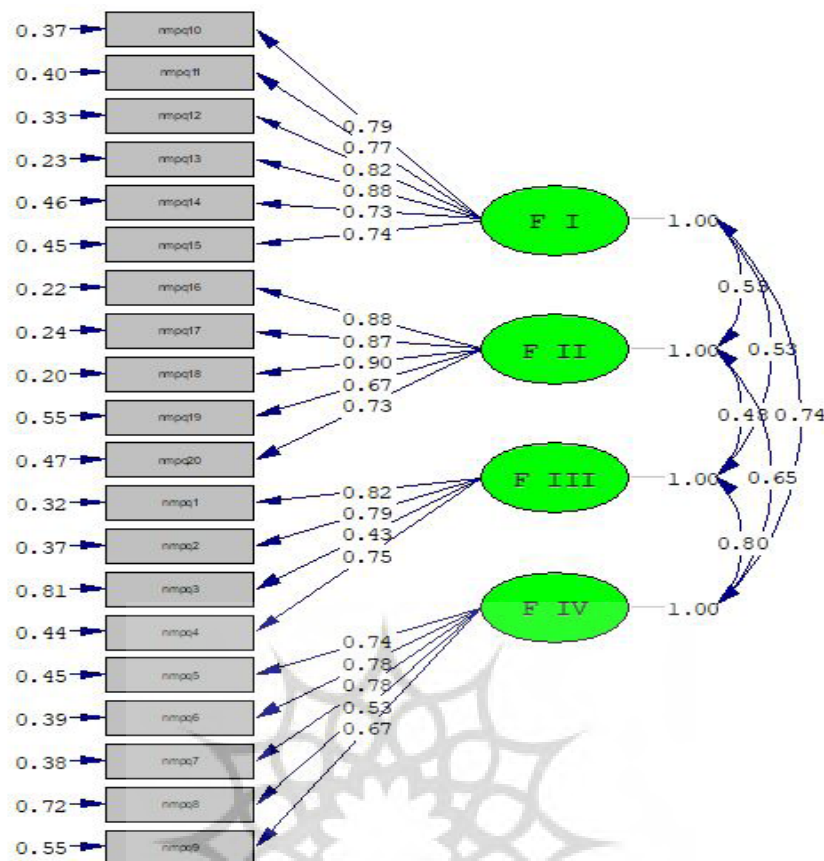 0.37 nmpq10
0.40 nmpq11
0.33 nmpq12
0.23 nmpq13
0.46 nmpq14
0.45 nmpq15
0.22 nmpq16
0.24 nmpq17
0.20 nmpq18
0.55 nmpq19
0.47 nmpq20
0.32 nmpq1
0.37 nmpq2
0.81 nmpq3
0.44 nmpq4
0.45 nmpq5
0.39 nmpq6
0.38 nmpq7
0.72 nmpq8
0.55 nmpq9
0.79
0.77
0.82
0.88
0.73
0.74
0.88
0.87
0.90
0.67
0.73
0.82
0.79
0.43
0.75
0.74
0.78
0.78
0.53
0.67
F I 1.00
F II 1.00
F III 1.00
F IV 1.00
0.53
0.48 0.74
0.65
0.80